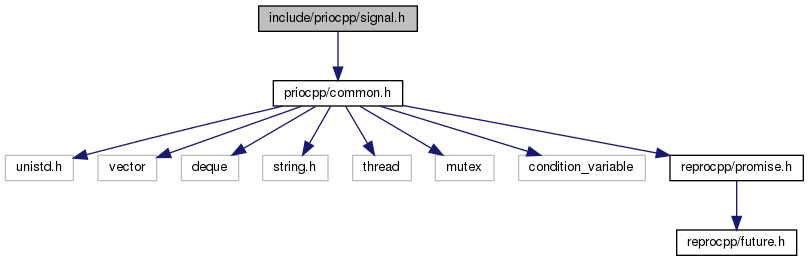 include/priocpp/signal.h
priocpp/common.h
unistd.h
vector
deque
string.h
thread
mutex
condition_variable
reprocpp/promise.h
reprocpp/future.h